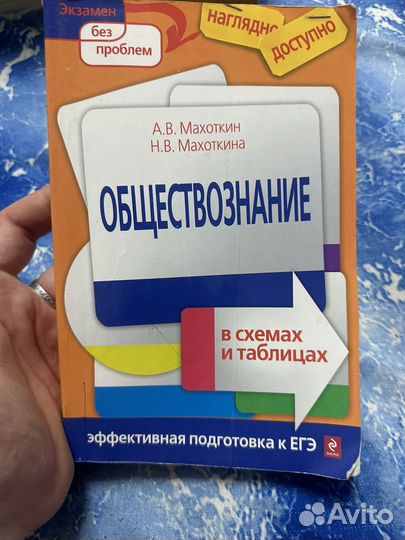 Экзамен
без
проблем
наглядно
доступно
А.В. Махоткин
Н.В. Махоткина
ОБЩЕСТВОЗНАНИЕ
в схемах
и таблицах
эффективная подготовка к ЕГЭ
Avito